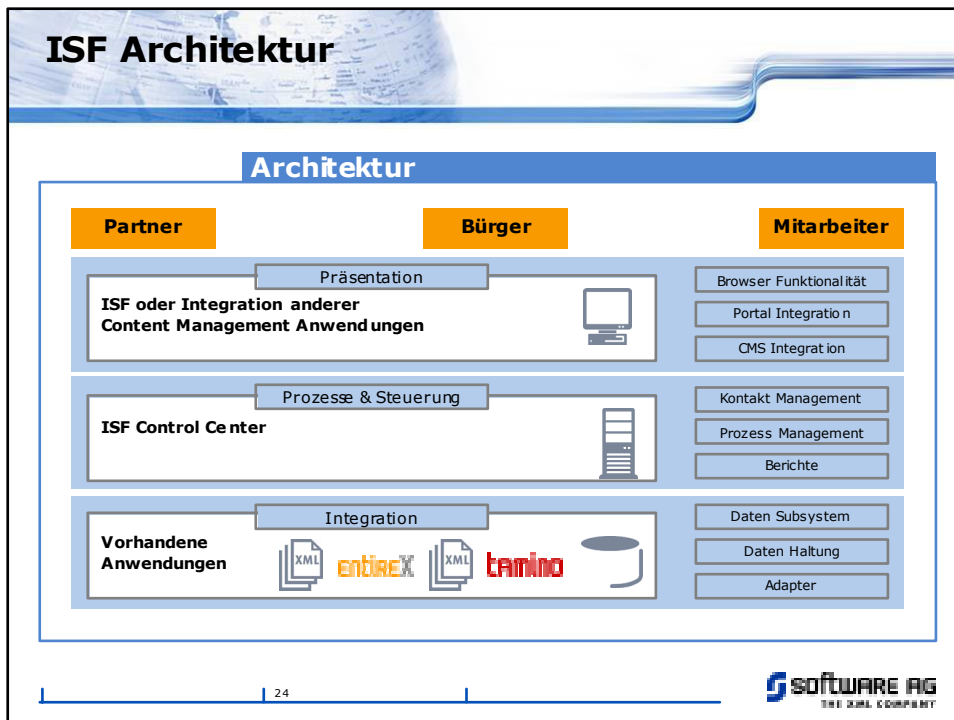 ISF Architektur
Architektur
Partner
Bürger
Mitarbeiter
Präsentation
ISF oder Integration anderer
Content Management Anwendungen
Browser Funktionalität
Portal Integration
CMS Integration
Prozesse & Steuerung
ISF Control Center
Kontakt Management
Prozess Management
Berichte
Integration
Vorhandene
Anwendungen
XML
entireX
XML
tamino
Daten Subsystem
Daten Haltung
Adapter
24
software AG
THE XML COMPANY